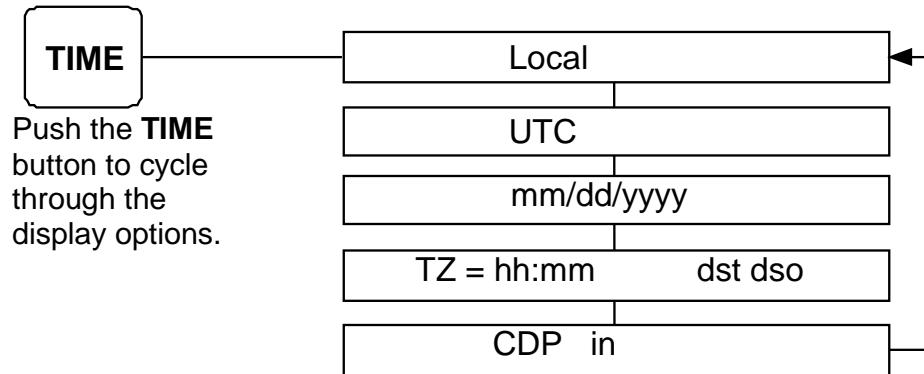 TIME
Push the TIME
button to cycle
through the
display options.
Local
UTC
mm/dd/yyyy
TZ = hh:mm dst dso
CDP in